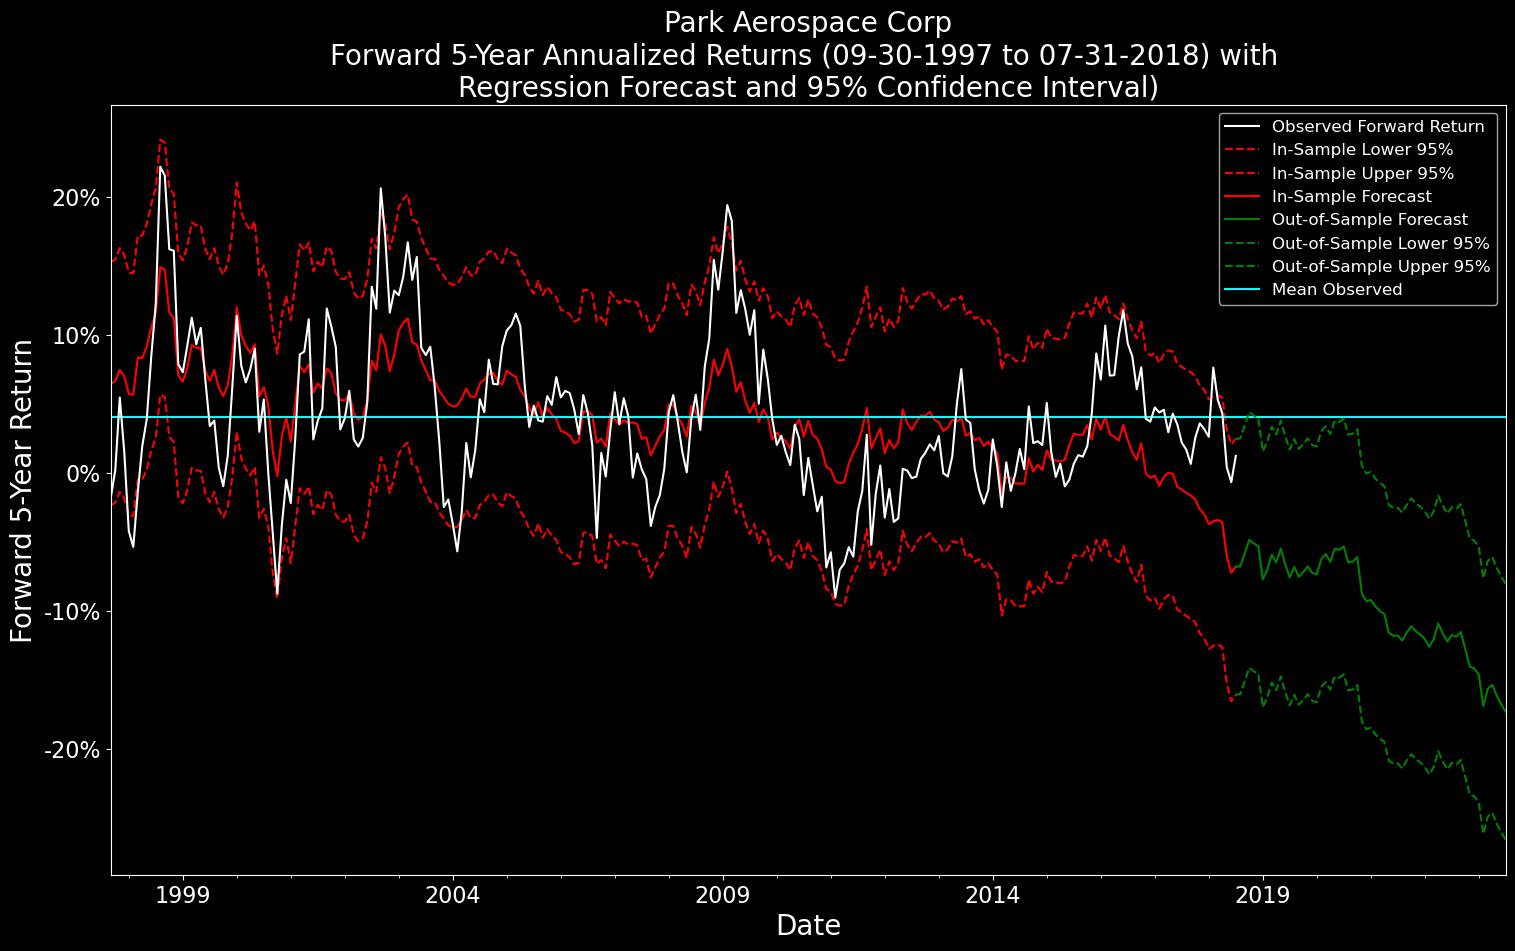 Park Aerospace Corp
Forward 5-Year Annualized Returns (09-30-1997 to 07-31-2018) with
Regression Forecast and 95% Confidence Interval)
Observed Forward Return
In-Sample Lower 95%
In-Sample Upper 95%
In-Sample Forecast
Out-of-Sample Forecast
Out-of-Sample Lower 95%
Out-of-Sample Upper 95%
Mean Observed
Forward 5-Year Return
20%
10%
0%
-10%
-20%
1999
2004
2009
2014
2019
Date